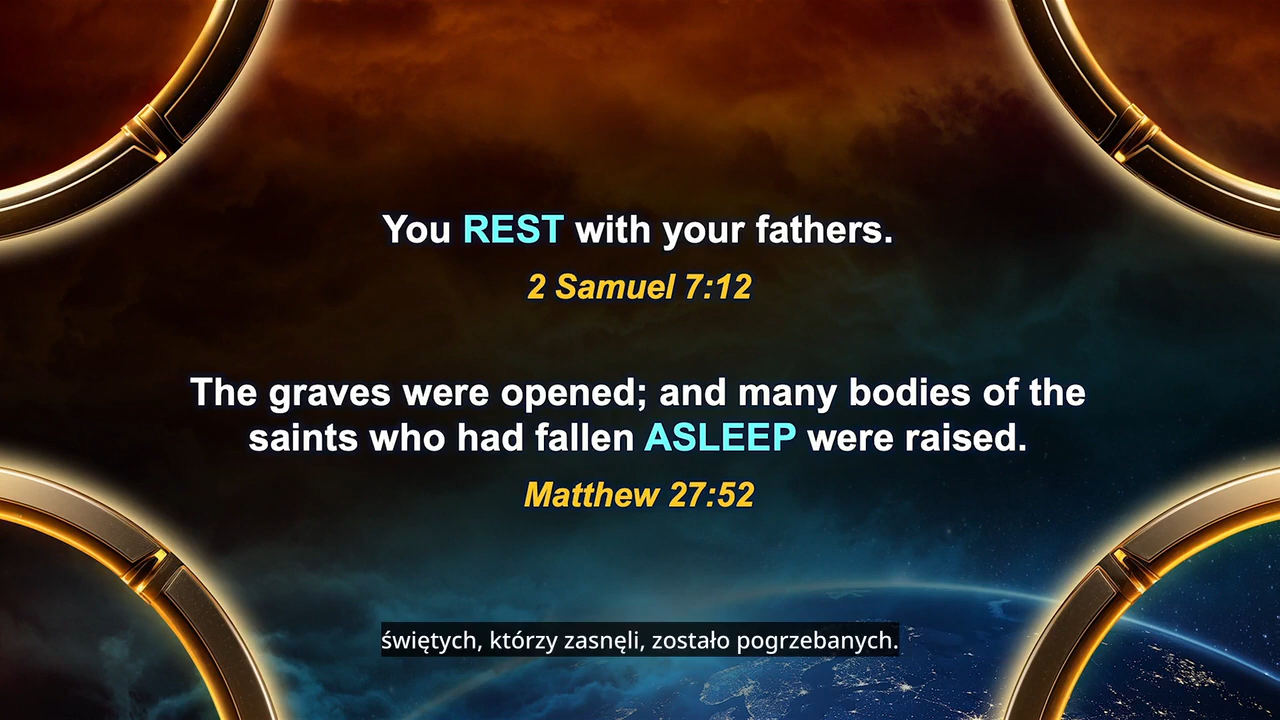 You REST with your fathers.
2 Samuel 7:12
The graves were opened; and many bodies of the
saints who had fallen ASLEEP were raised.
Matthew 27:52
świętych, którzy zasnęli, zostało pogrzebanych.